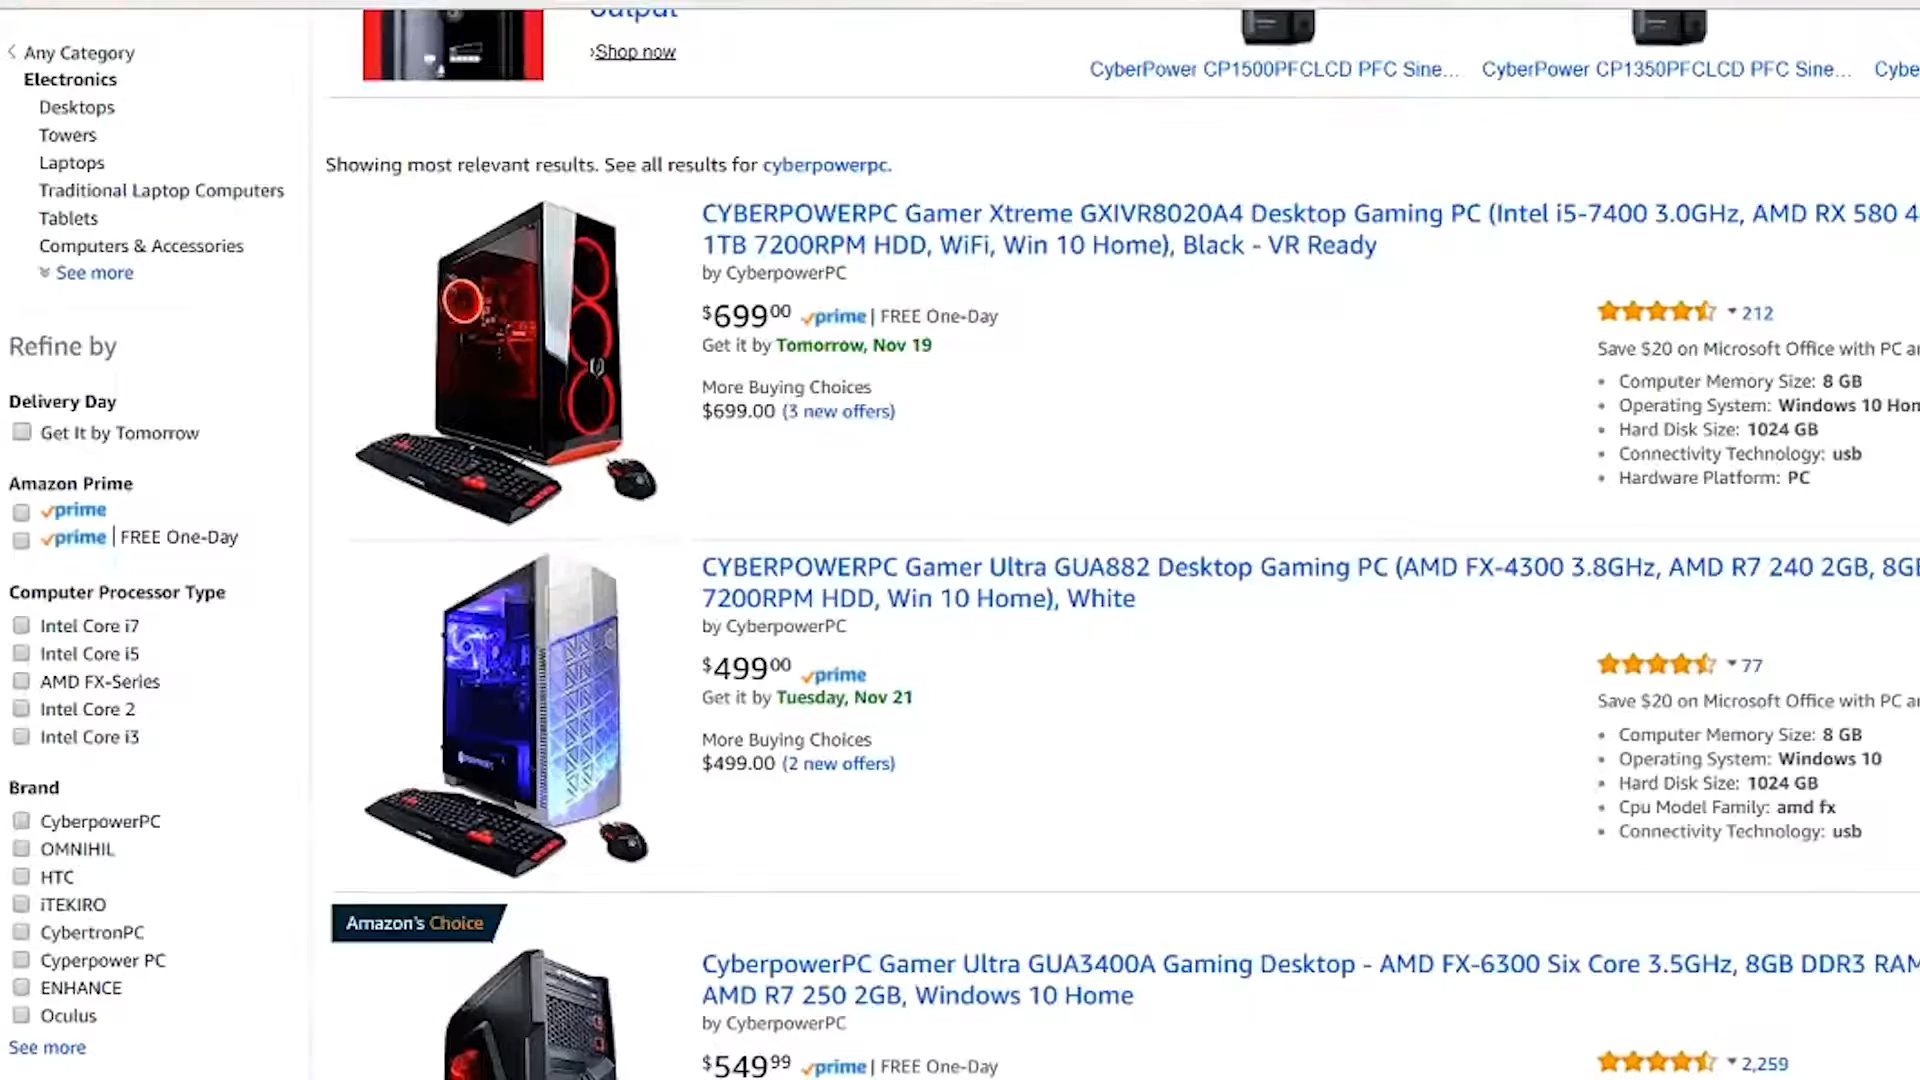 output
›Shop now
CyberPower CP1500PFCLCD PFC Sine...
CyberPower CP1350PFCLCD PFC Sine...
Cybe
Any Category
Electronics
Desktops
Towers
Laptops
Traditional Laptop Computers
Tablets
Computers & Accessories
See more
Refine by
Delivery Day
Get It by Tomorrow
Amazon Prime
prime
prime | FREE One-Day
Computer Processor Type
Intel Core i7
Intel Core i5
AMD FX-Series
Intel Core 2
Intel Core i3
Brand
CyberpowerPC
OMNIHIL
HTC
iTEKIRO
CybertronPC
Cyperpower PC
ENHANCE
Oculus
See more
Showing most relevant results. See all results for cyberpowerpc.
CYBERPOWERPC Gamer Xtreme GXIVR8020A4 Desktop Gaming PC (Intel i5-7400 3.0GHz, AMD RX 580 4
1TB 7200RPM HDD, WiFi, Win 10 Home), Black - VR Ready
by CyberpowerPC
$699 00 prime | FREE One-Day
Get it by Tomorrow, Nov 19
More Buying Choices
$699.00 (3 new offers)
212
Save $20 on Microsoft Office with PC a
• Computer Memory Size: 8 GB
• Operating System: Windows 10 Hom
• Hard Disk Size: 1024 GB
• Connectivity Technology: usb
• Hardware Platform: PC
CYBERPOWERPC Gamer Ultra GUA882 Desktop Gaming PC (AMD FX-4300 3.8GHz, AMD R7 240 2GB, 8GB
7200RPM HDD, Win 10 Home), White
by CyberpowerPC
$499 00 prime
Get it by Tuesday, Nov 21
More Buying Choices
$499.00 (2 new offers)
77
Save $20 on Microsoft Office with PC a
• Computer Memory Size: 8 GB
• Operating System: Windows 10
• Hard Disk Size: 1024 GB
• Cpu Model Family: amd fx
• Connectivity Technology: usb
Amazon's Choice
CyberpowerPC Gamer Ultra GUA3400A Gaming Desktop - AMD FX-6300 Six Core 3.5GHz, 8GB DDR3 RAM
AMD R7 250 2GB, Windows 10 Home
by CyberpowerPC
$549 99 prime | FREE One-Day
2,259